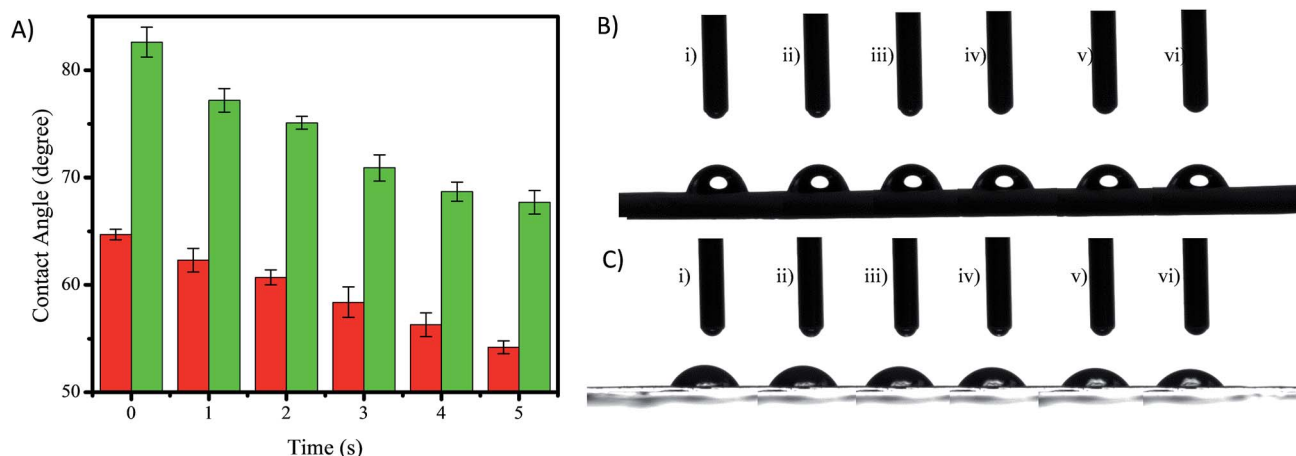 A)
Contact Angle (degree)
80
70
60
50
0 1 2 3 4 5
Time (s)
B)
i) ii) iii) iv) v) vi)
C)
i) ii) iii) iv) v) vi)